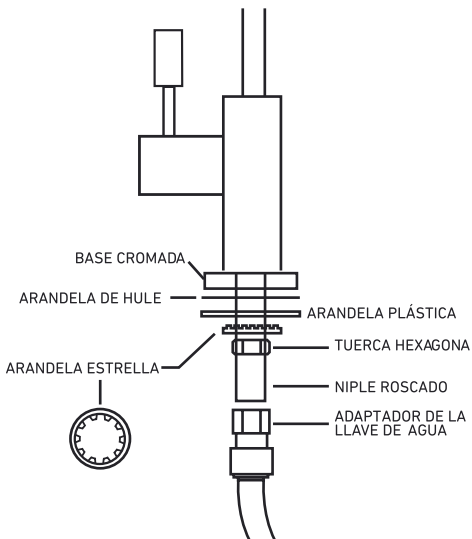 BASE CROMADA
ARANDELA DE HULE
ARANDELA PLÁSTICA
TUERCA HEXAGONA
ARANDELA ESTRELLA
NIPLE ROSCADO
ADAPTADOR DE LA
LLAVE DE AGUA